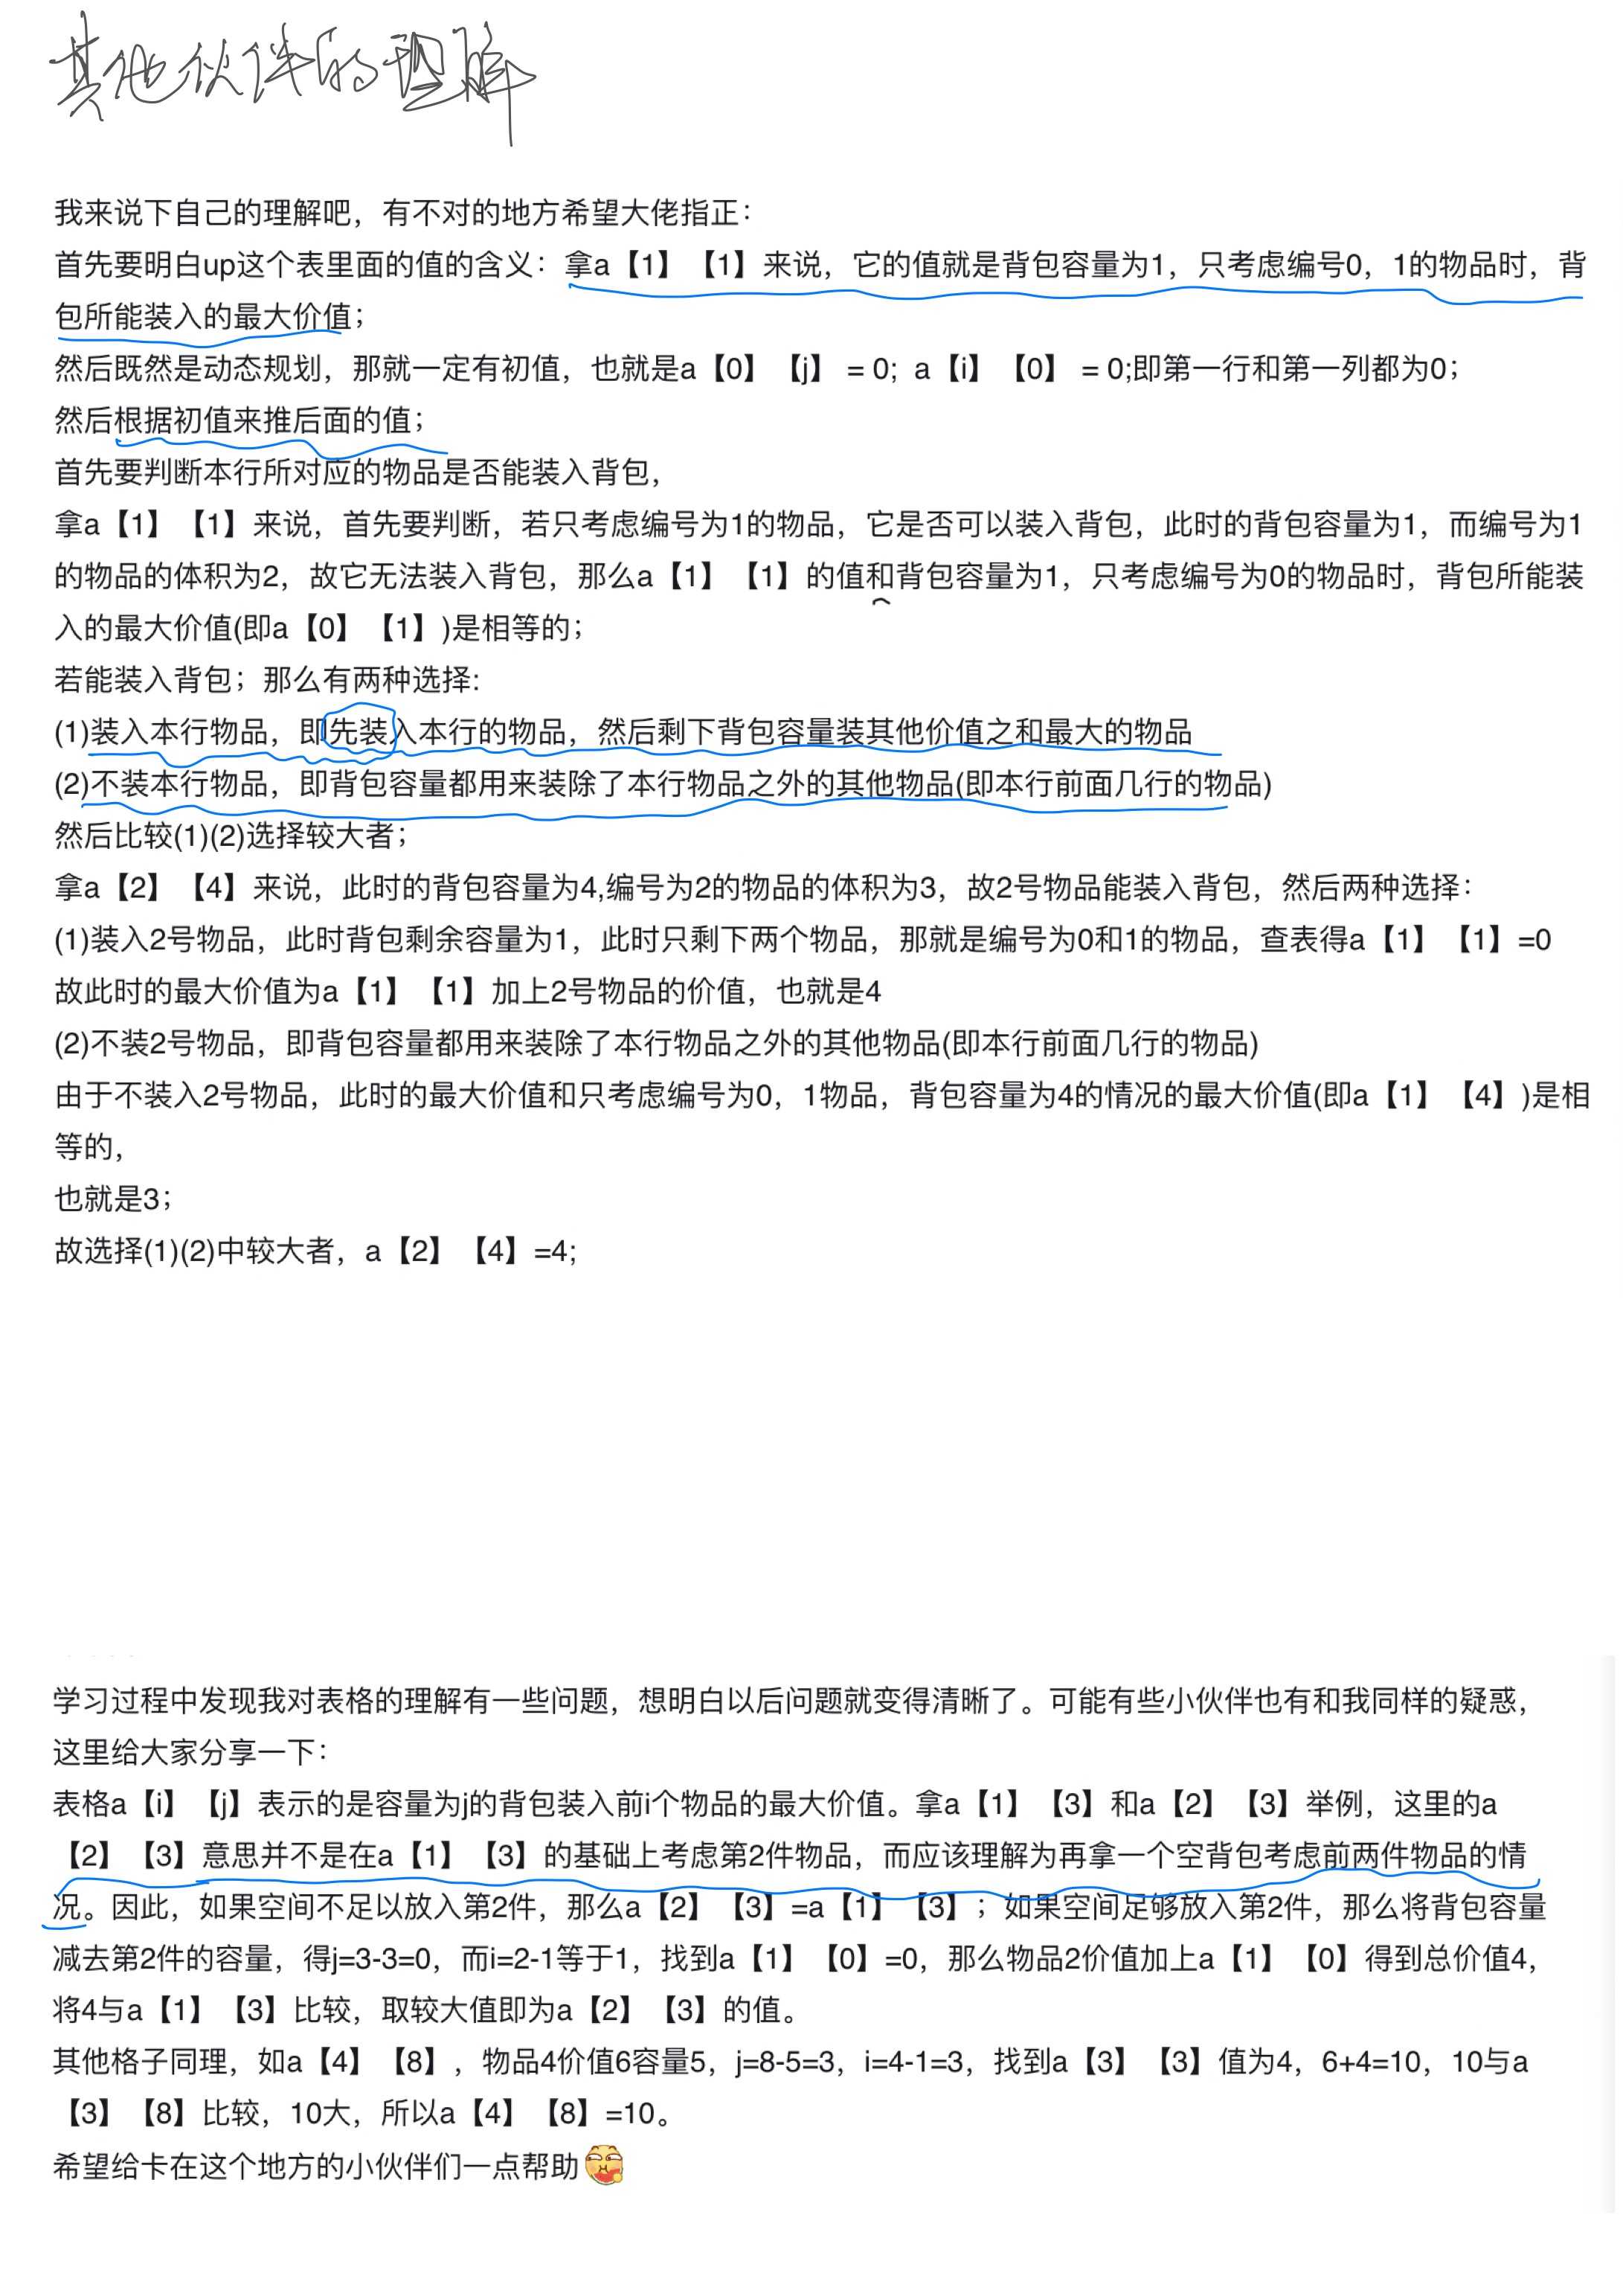 其他伙伴的理解
我来说下自己的理解吧，有不对的地方希望大佬指正：
首先要明白up这个表里面的值的含义：拿a【1】【1】来说，它的值就是背包容量为1，只考虑编号0，1的物品时，背
包所能装入的最大价值；
然后既然是动态规划，那就一定有初值，也就是a【0】【j】 = 0；a【i】【0】 = 0;即第一行和第一列都为0；
然后根据初值来推后面的值；
首先要判断本行所对应的物品是否能装入背包，
拿a【1】【1】来说，首先要判断，若只考虑编号为1的物品，它是否可以装入背包，此时的背包容量为1，而编号为1
的物品的体积为2，故它无法装入背包，那么a【1】【1】的值和背包容量为1，只考虑编号为0的物品时，背包所能装
入的最大价值(即a【0】【1】)是相等的；
若能装入背包；那么有两种选择:
(1)装入本行物品，即先装入本行的物品，然后剩下背包容量装其他价值之和最大的物品
(2)不装本行物品，即背包容量都用来装除了本行物品之外的其他物品(即本行前面几行的物品)
然后比较(1)(2)选择较大者；
拿a【2】【4】来说，此时的背包容量为4,编号为2的物品的体积为3，故2号物品能装入背包，然后两种选择：
(1)装入2号物品，此时背包剩余容量为1，此时只剩下两个物品，那就是编号为0和1的物品，查表得a【1】【1】=0
故此时的最大价值为a【1】【1】加上2号物品的价值，也就是4
(2)不装2号物品，即背包容量都用来装除了本行物品之外的其他物品(即本行前面几行的物品)
由于不装入2号物品，此时的最大价值和只考虑编号为0，1物品，背包容量为4的情况的最大价值(即a【1】【4】)是相
等的，
也就是3；
故选择(1)(2)中较大者，a【2】【4】=4;
学习过程中发现我对表格的理解有一些问题，想明白以后问题就变得清晰了。可能有些小伙伴也有和我同样的疑惑，
这里给大家分享一下：
表格a【i】【j】表示的是容量为j的背包装入前i个物品的最大价值。拿a【1】【3】和a【2】【3】举例，这里的a
【2】【3】意思并不是在a【1】【3】的基础上考虑第2件物品，而应该理解为再拿一个空背包考虑前两件物品的情
况。因此，如果空间不足以放入第2件，那么a【2】【3】=a【1】【3】；如果空间足够放入第2件，那么将背包容量
减去第2件的容量，得j=3-3=0，而i=2-1等于1，找到a【1】【0】=0，那么物品2价值加上a【1】【0】得到总价值4，
将4与a【1】【3】比较，取较大值即为a【2】【3】的值。
其他格子同理，如a【4】【8】，物品4价值6容量5，j=8-5=3，i=4-1=3，找到a【3】【3】值为4，6+4=10，10与a
【3】【8】比较，10大，所以a【4】【8】=10。
希望给卡在这个地方的小伙伴们一点帮助